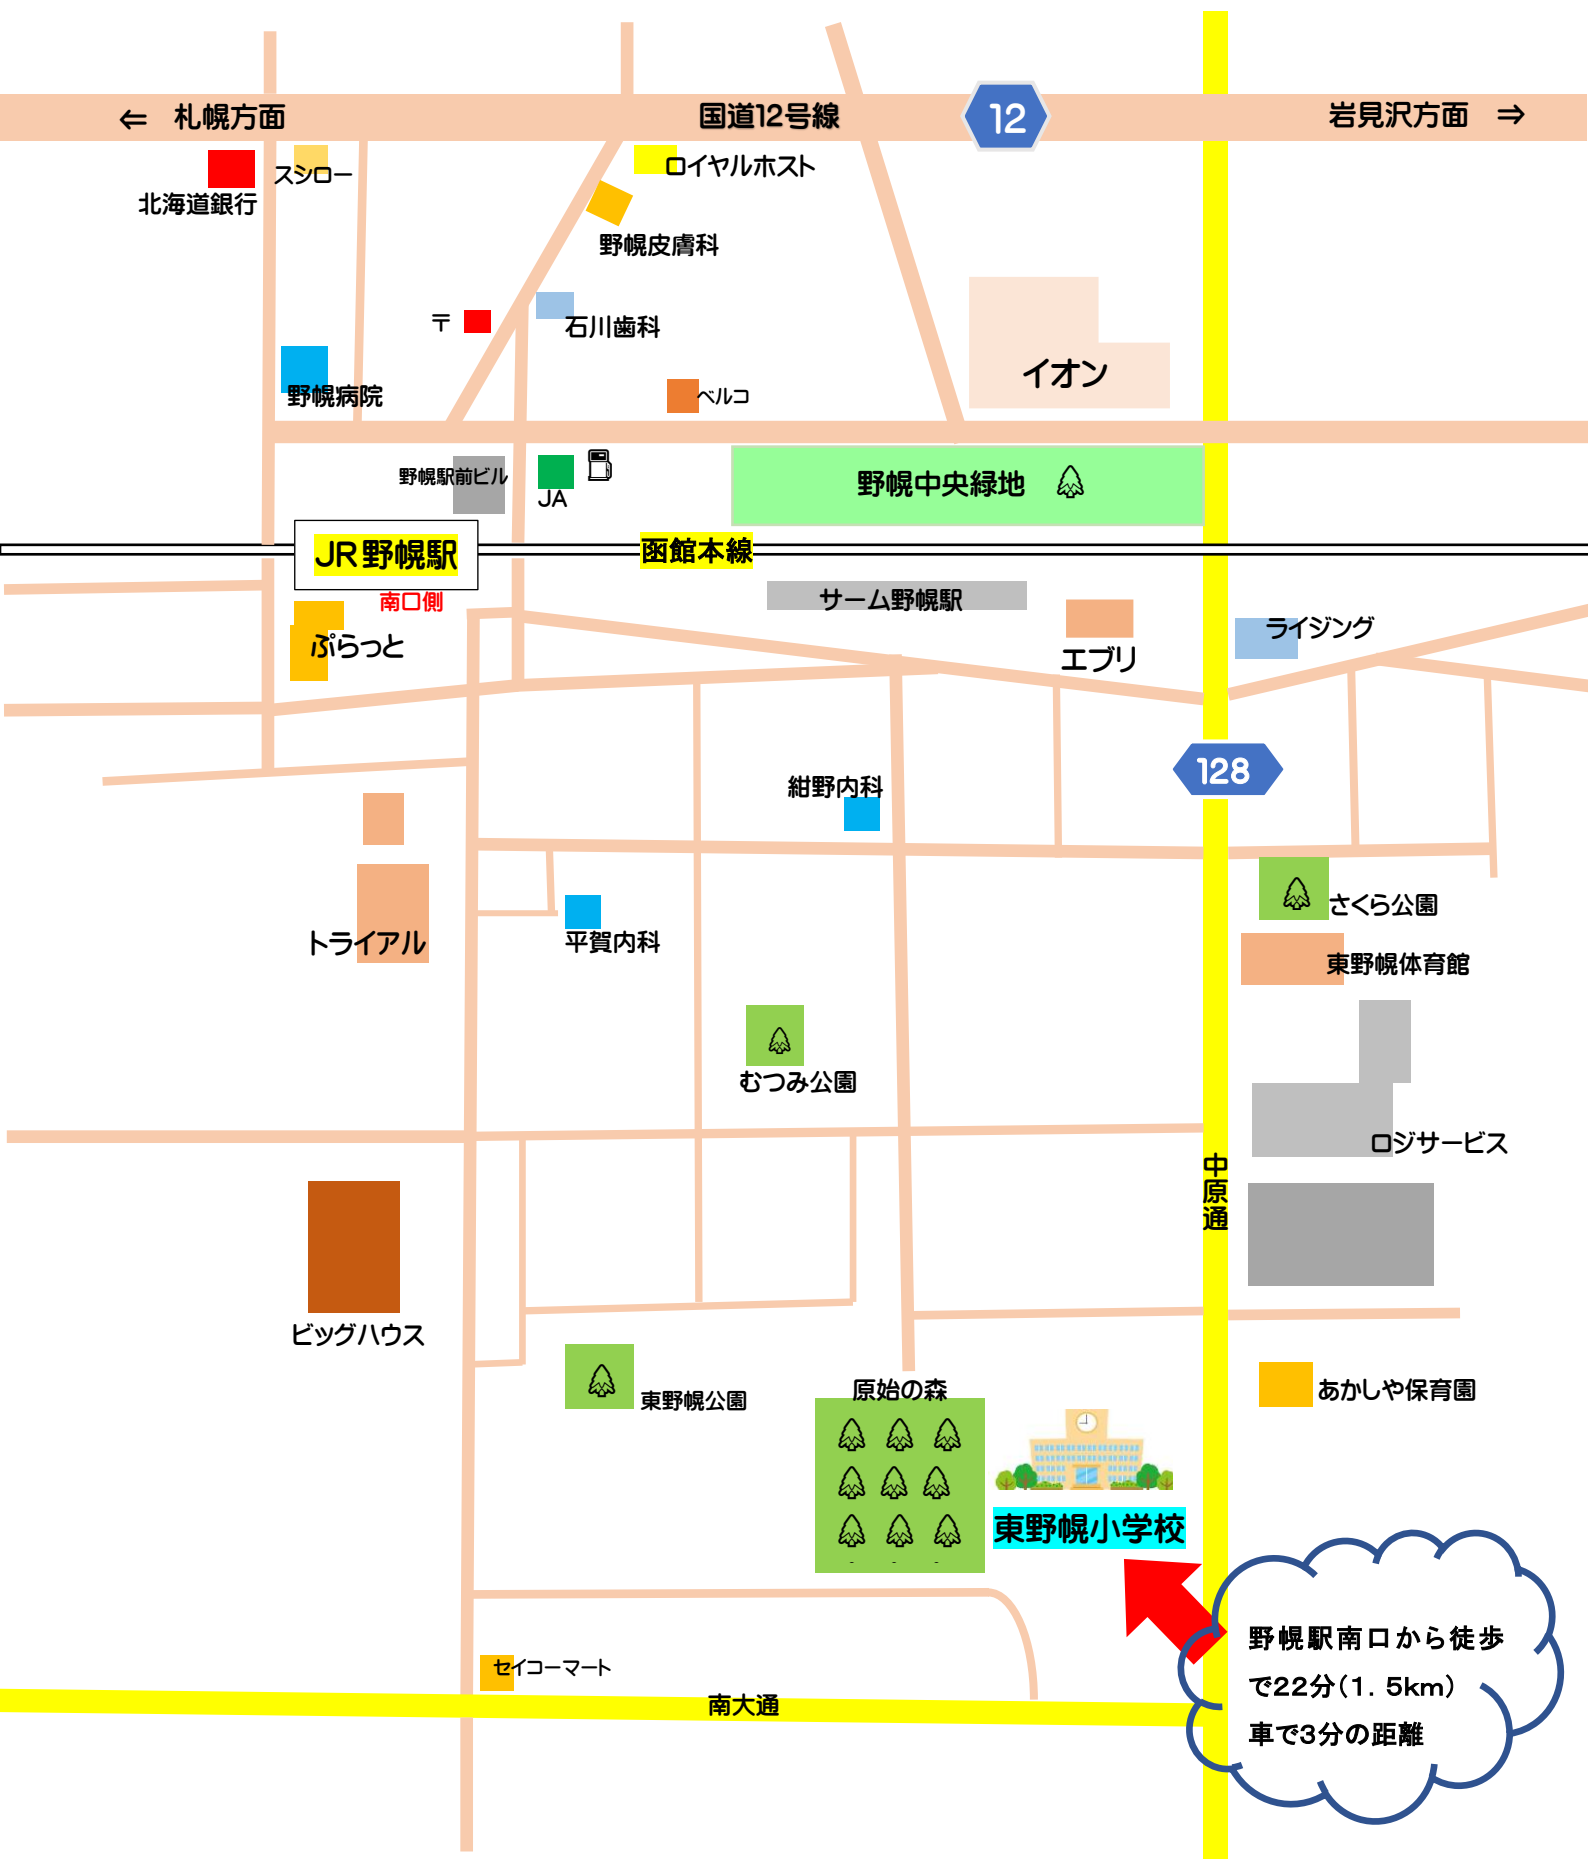 ⇐ 札幌方面
国道12号線
12
岩見沢方面 ⇒
スシロー
ロイヤルホスト
北海道銀行
野幌皮膚科
〒
石川歯科
イオン
野幌病院
ベルコ
野幌駅前ビル
JA
野幌中央緑地
JR野幌駅
函館本線
南口側
サーム野幌駅
ライジング
ぷらっと
エブリ
128
紺野内科
さくら公園
トライアル
平賀内科
東野幌体育館
むつみ公園
ロジサービス
中原通
ビッグハウス
原始の森
あかしや保育園
東野幌公園
東野幌小学校
野幌駅南口から徒歩
で22分(1.5km)
車で3分の距離
セイコーマート
南大通